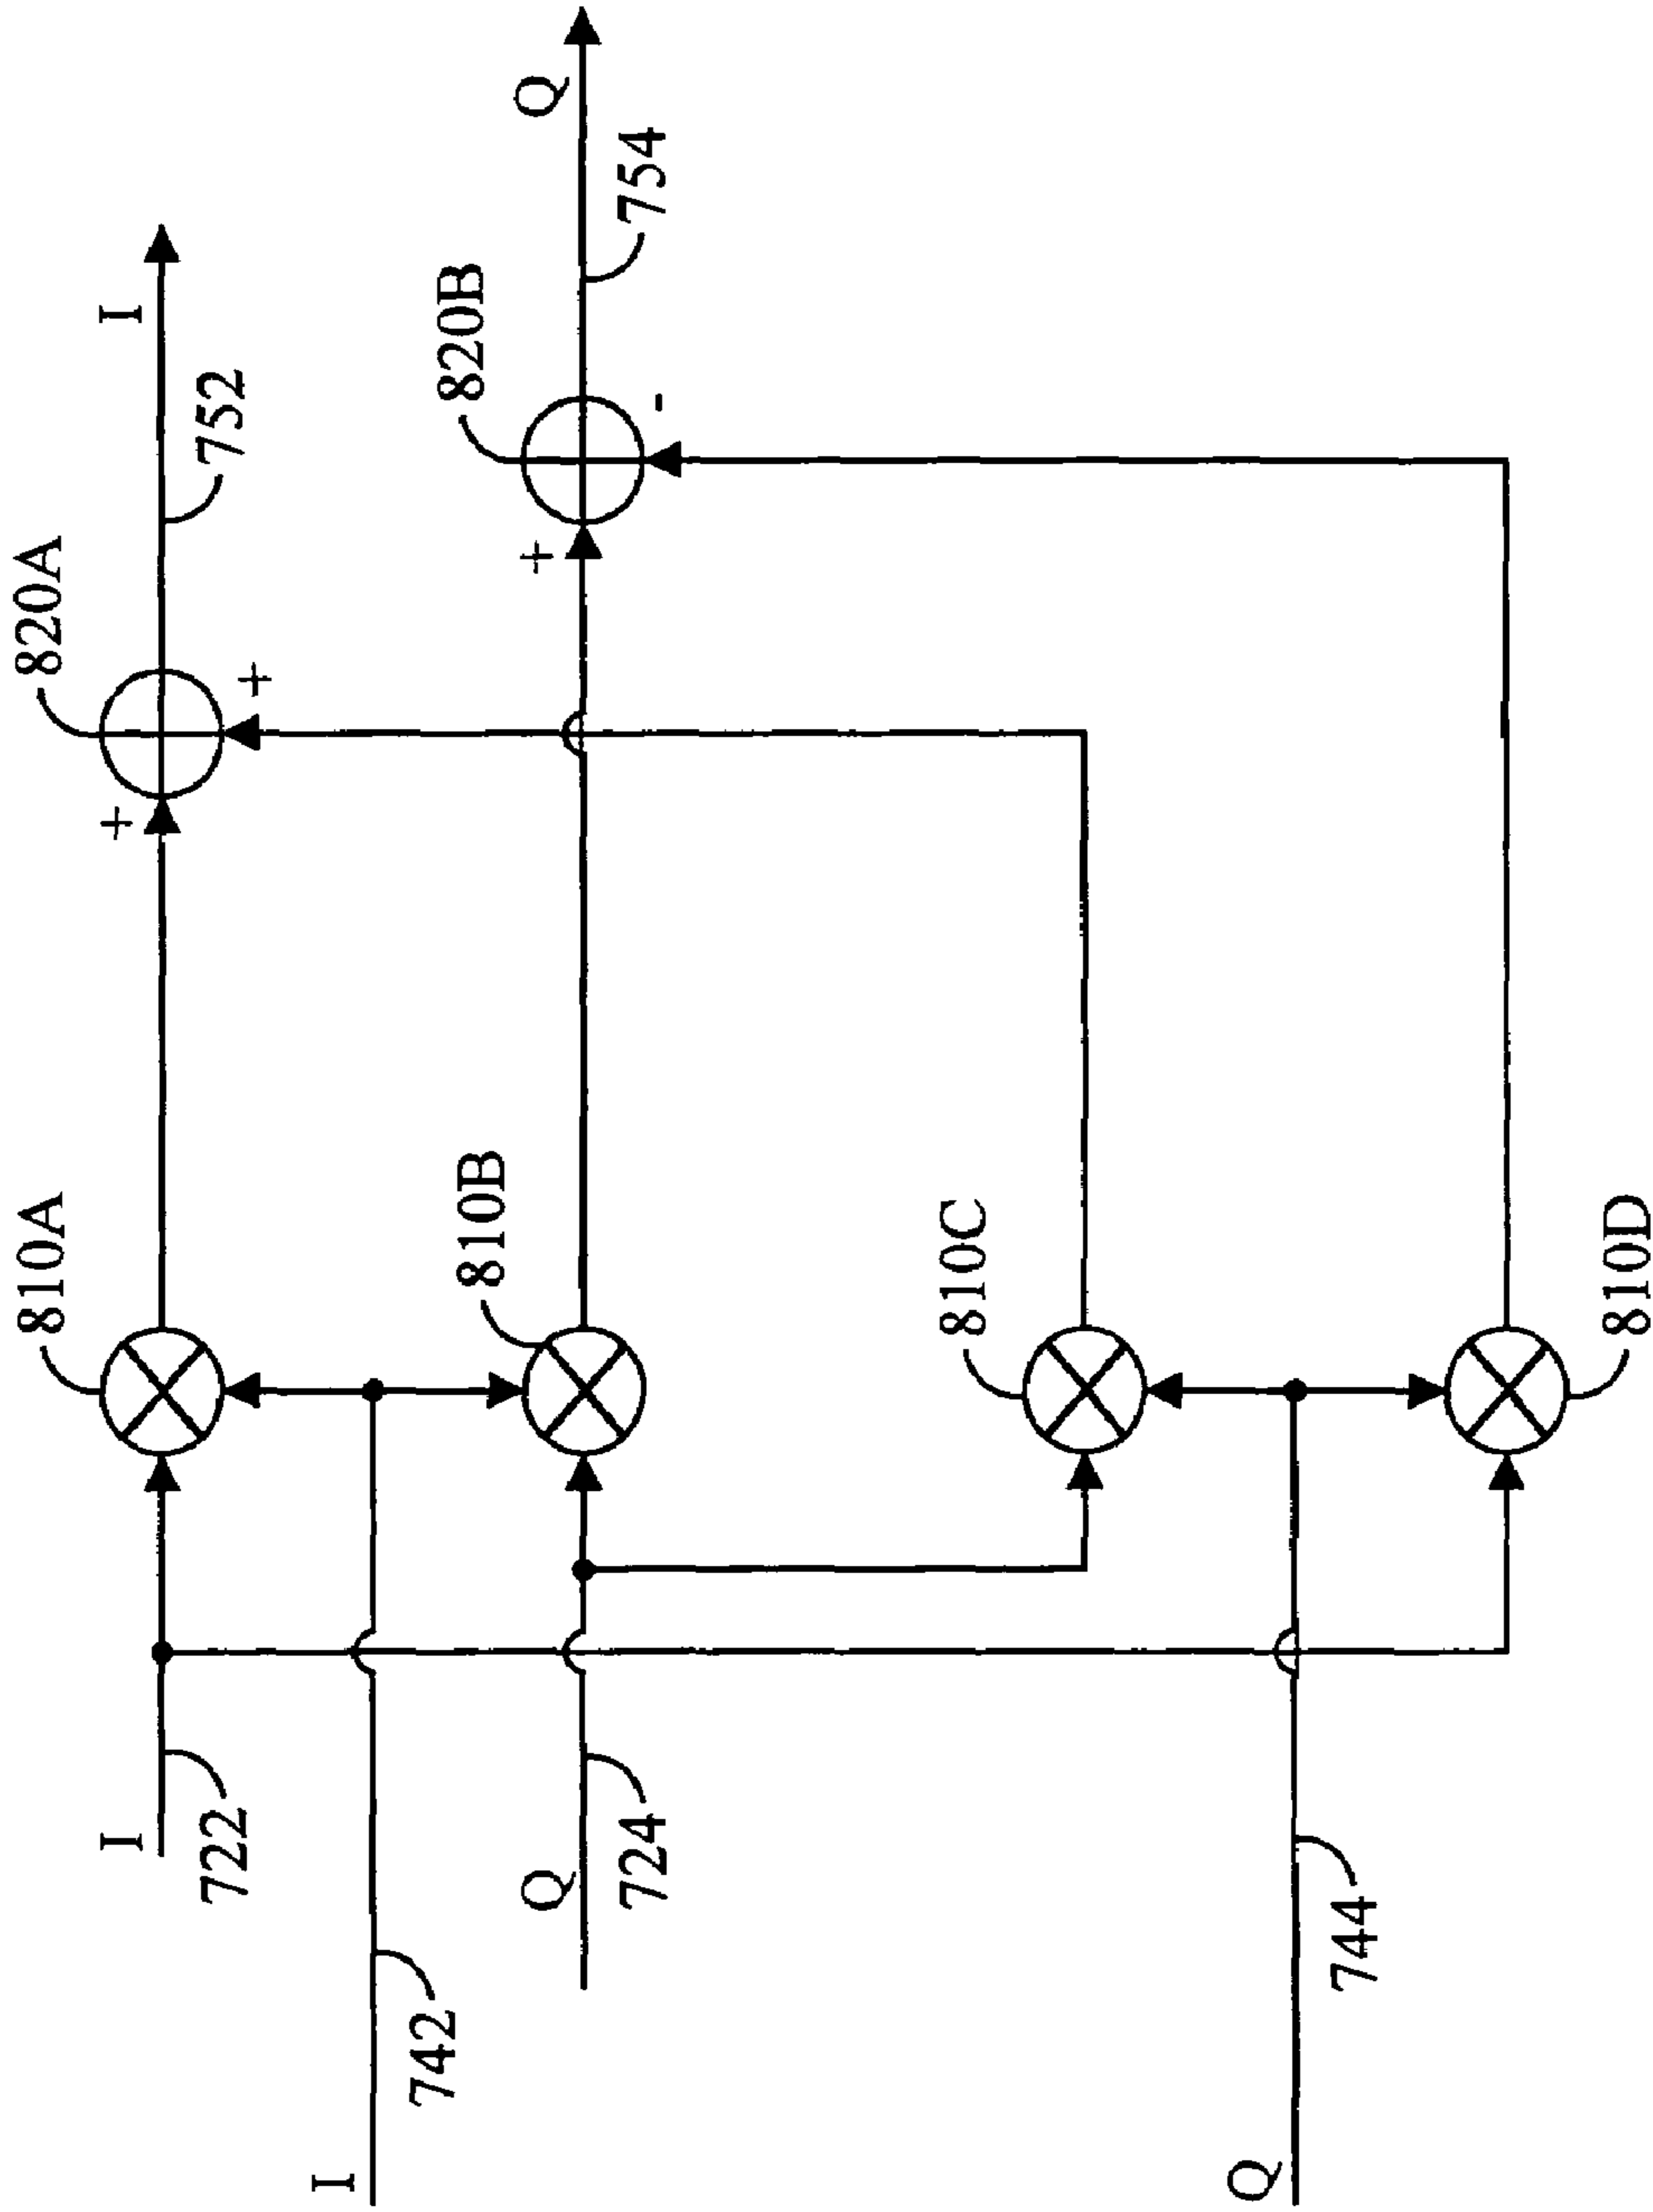 I
722
I
742
Q
724
Q
744
810A
810B
810C
810D
+
820A
+
+
820B
-
752
I
754
Q